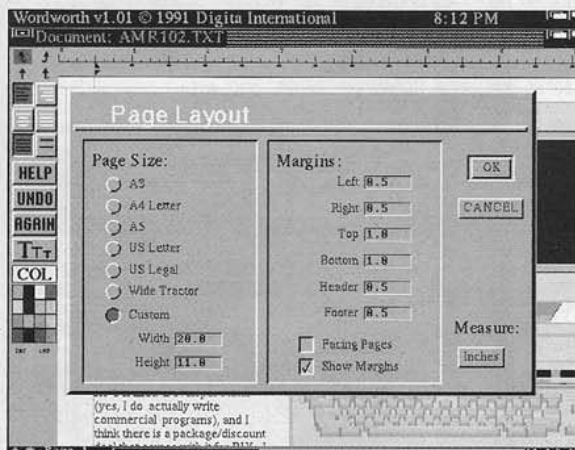 Wordworth v1.01 © 1991 Digita International 8:12 PM
Document: AMR102.TXT
Page Layout
Page Size:
A3
A4 Letter
A5
US Letter
US Legal
Wide Tractor
Custom
Width 20.0
Height 11.0
Margins:
Left 0.5
Right 0.5
Top 1.0
Bottom 1.0
Header 0.5
Footer 0.5
Facing Pages
Show Margins
OK
CANCEL
Measure:
Inches
HELP
UNDO
AGAIN
TTT
COL
(yes, I do actually write
commercial programs), and I
think there is a package/discount